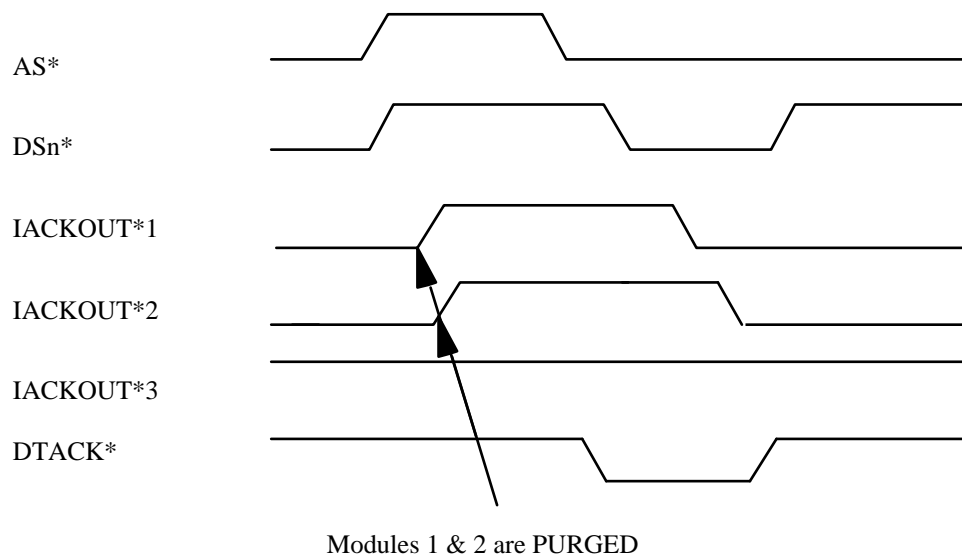 AS*
DSn*
IACKOUT*1
IACKOUT*2
IACKOUT*3
DTACK*
Modules 1 & 2 are PURGED